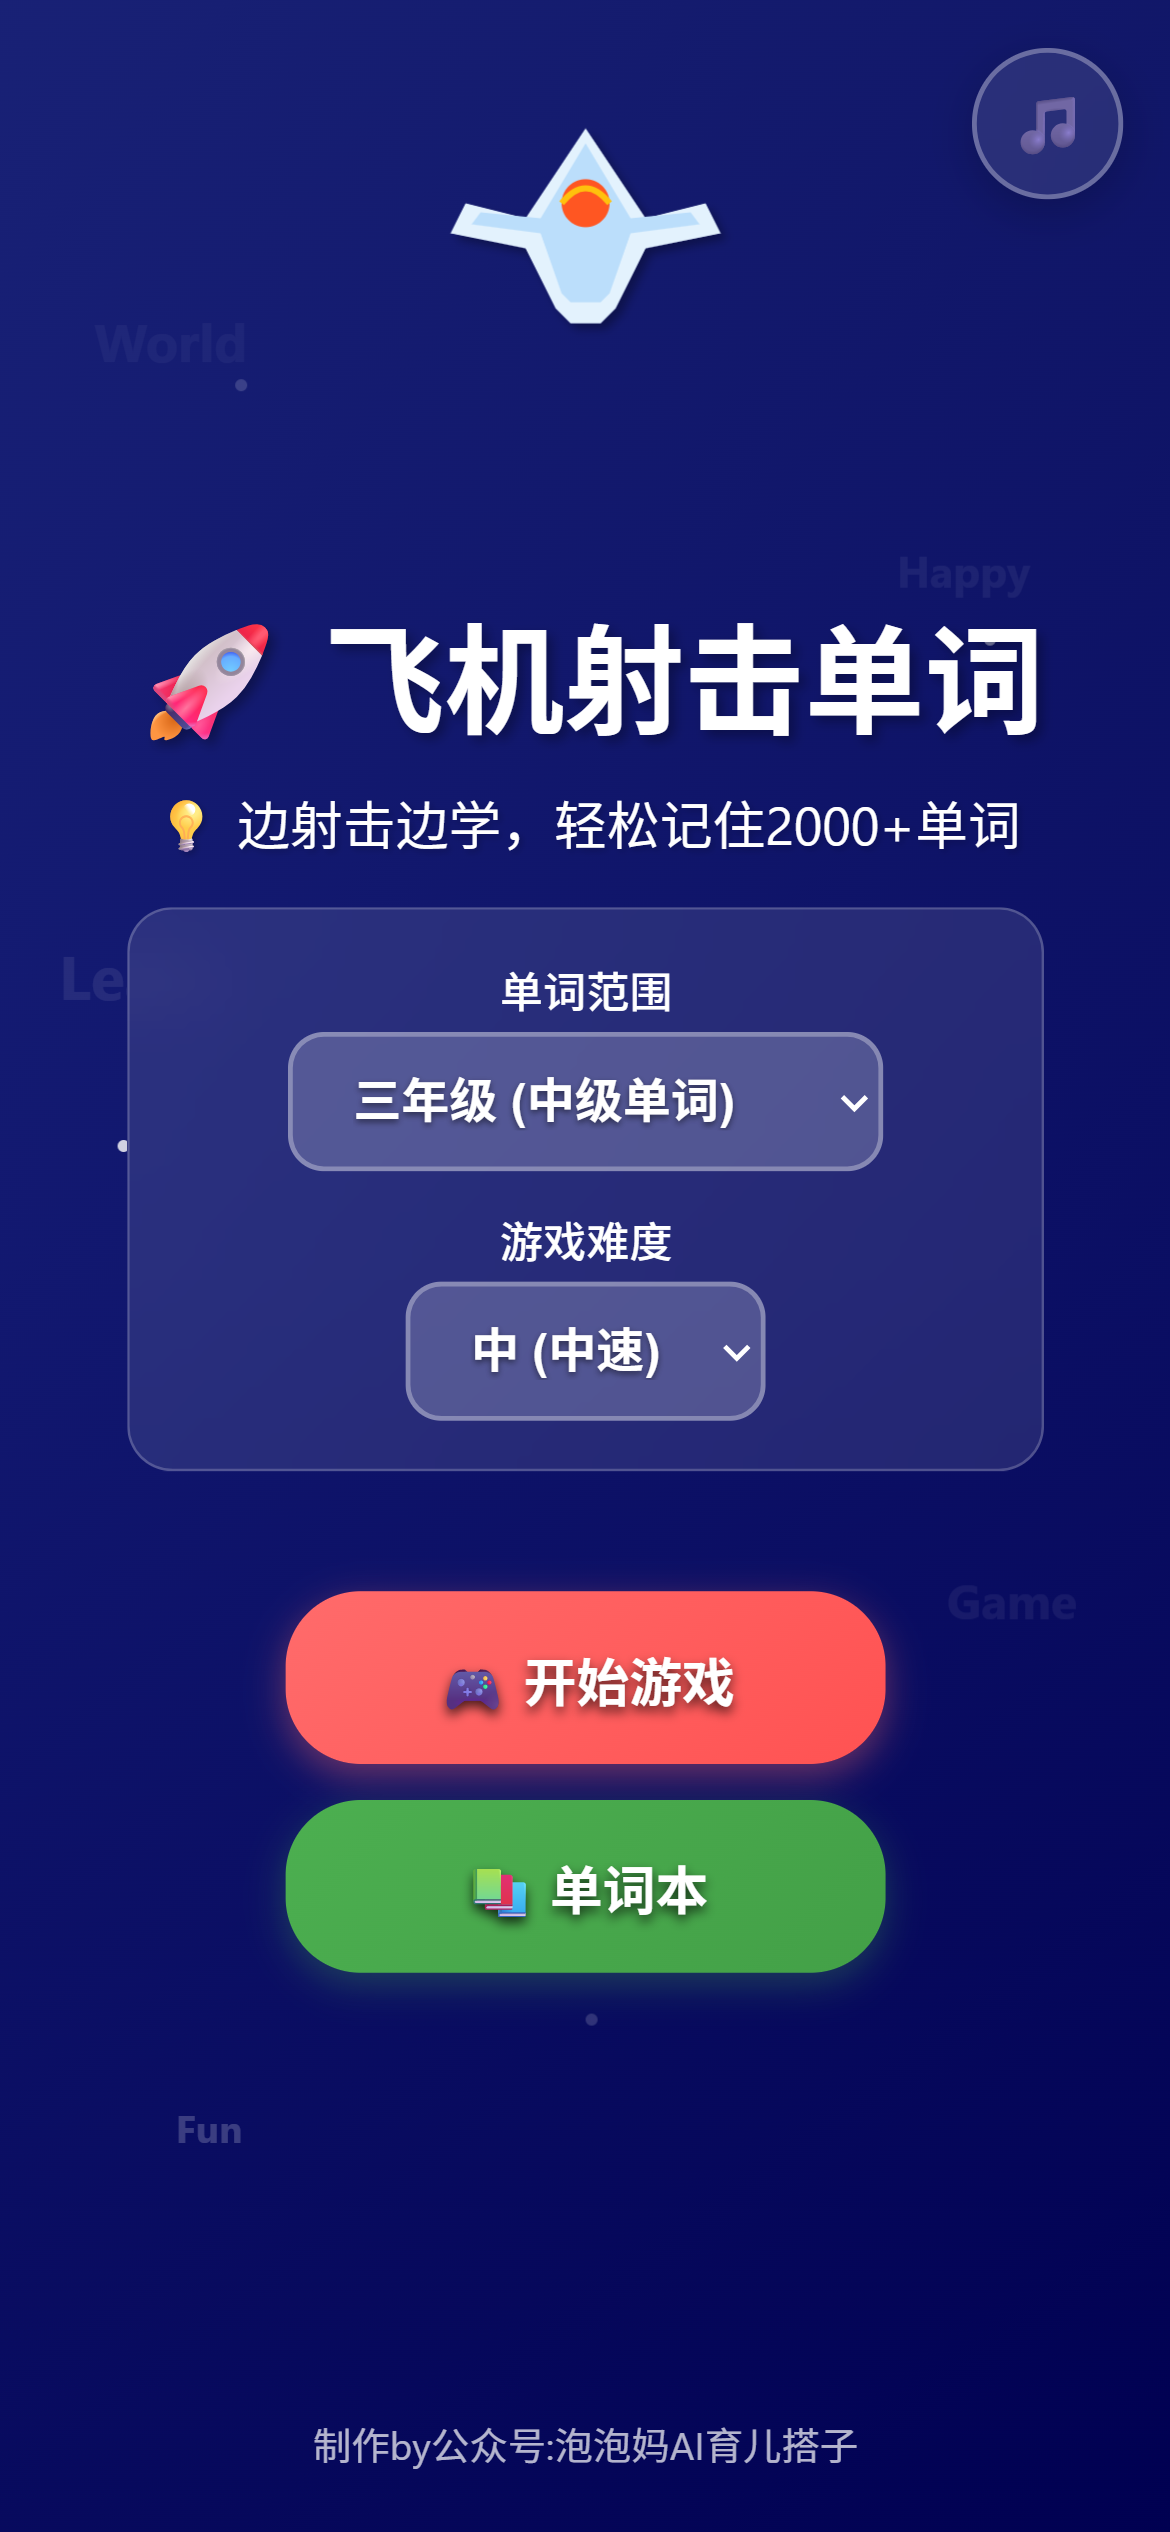 World
Happy
🚀 飞机射击单词
💡 边射击边学，轻松记住2000+单词
Le
单词范围
三年级 (中级单词)
游戏难度
中 (中速)
Game
🎮 开始游戏
📚 单词本
Fun
制作by公众号:泡泡妈AI育儿搭子